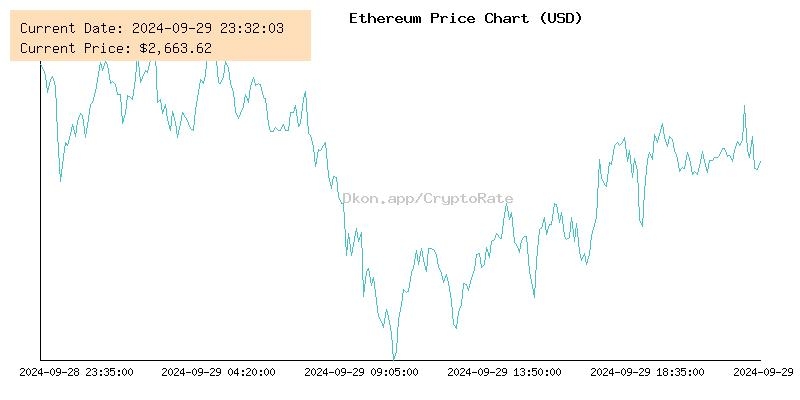 Ethereum Price Chart (USD)
Current Date: 2024-09-29 23:32:03
Current Price: $2,663.62
Dkon.app/CryptoRate
2024-09-28 23:35:00
2024-09-29 04:20:00
2024-09-29 09:05:00
2024-09-29 13:50:00
2024-09-29 18:35:00
2024-09-29